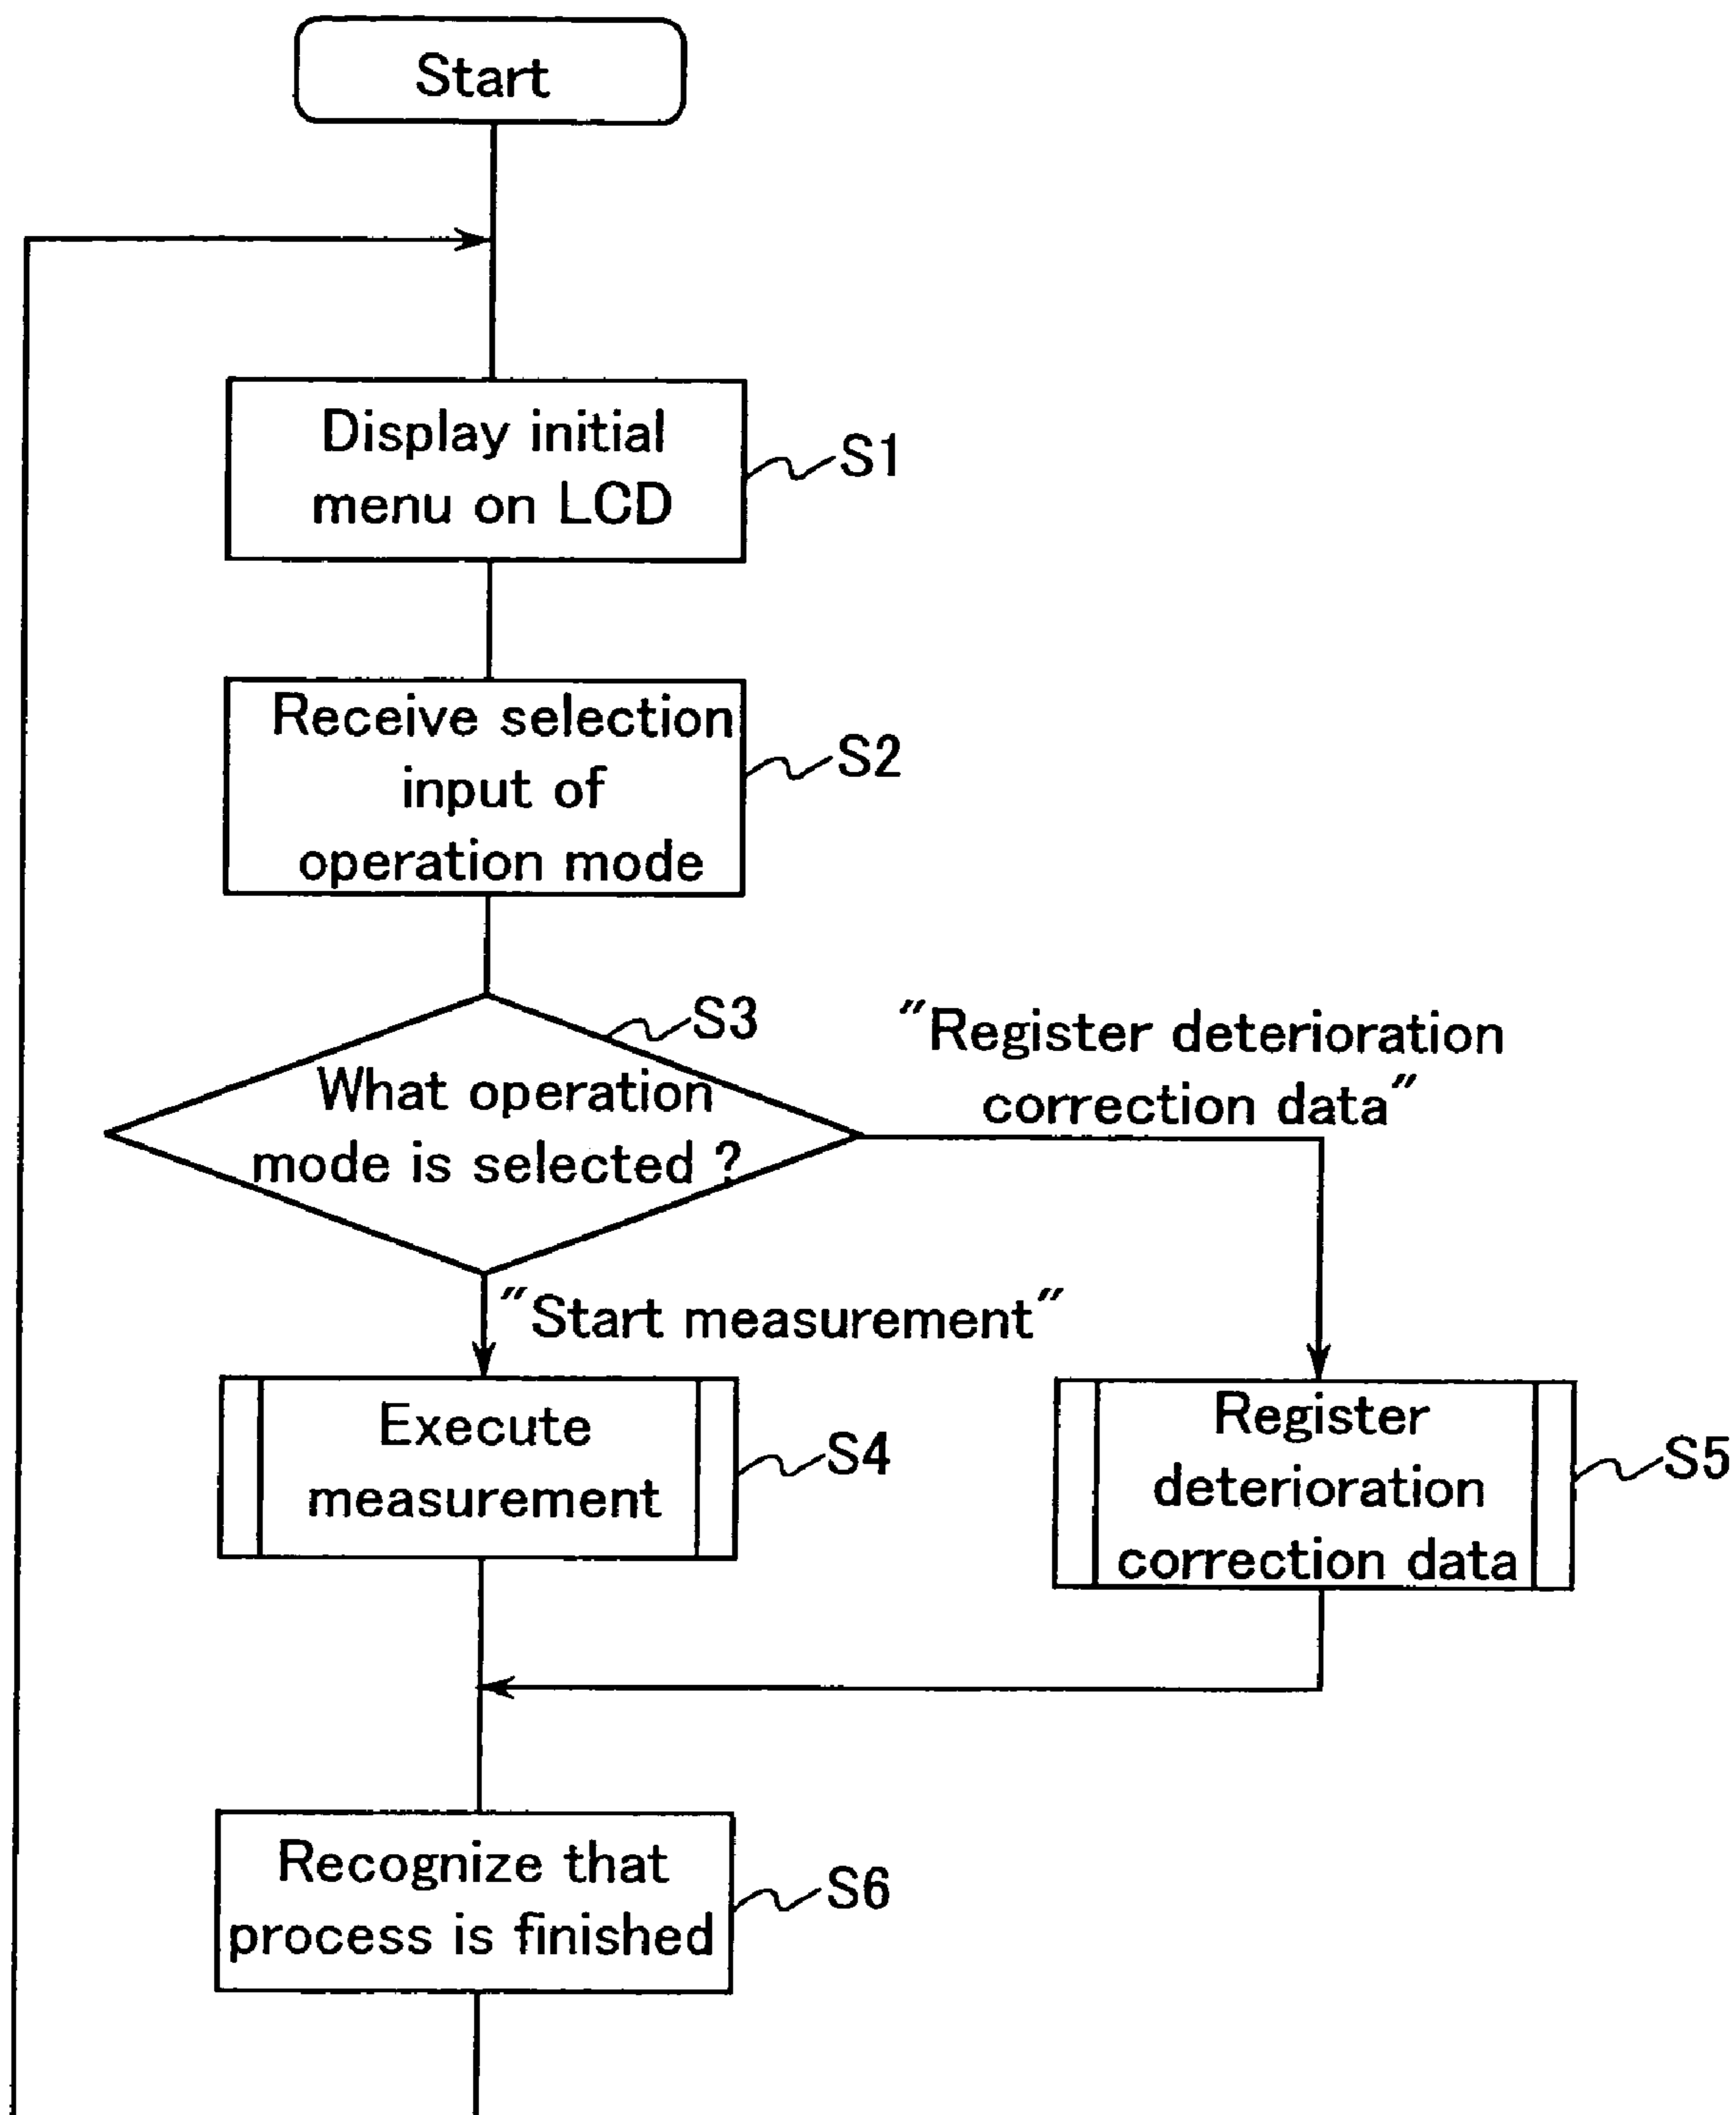 Start
Display initial
menu on LCD
S1
Receive selection
input of
operation mode
S2
S3
What operation
mode is selected ?
"Register deterioration
correction data"
"Start measurement"
Execute
measurement
S4
Register
deterioration
correction data
S5
Recognize that
process is finished
S6